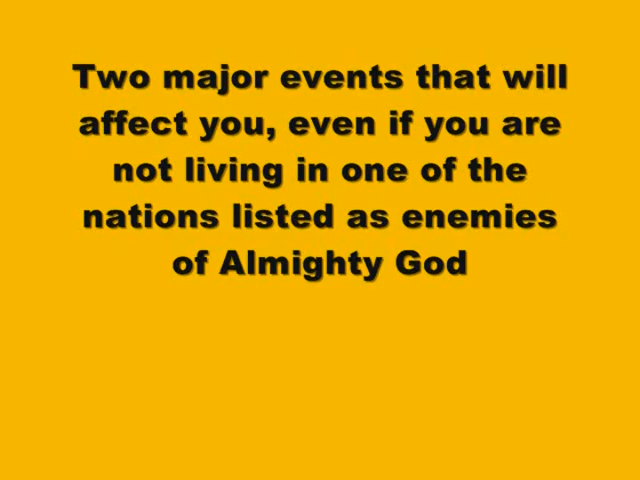 Two major events that will
affect you, even if you are
not living in one of the
nations listed as enemies
of Almighty God